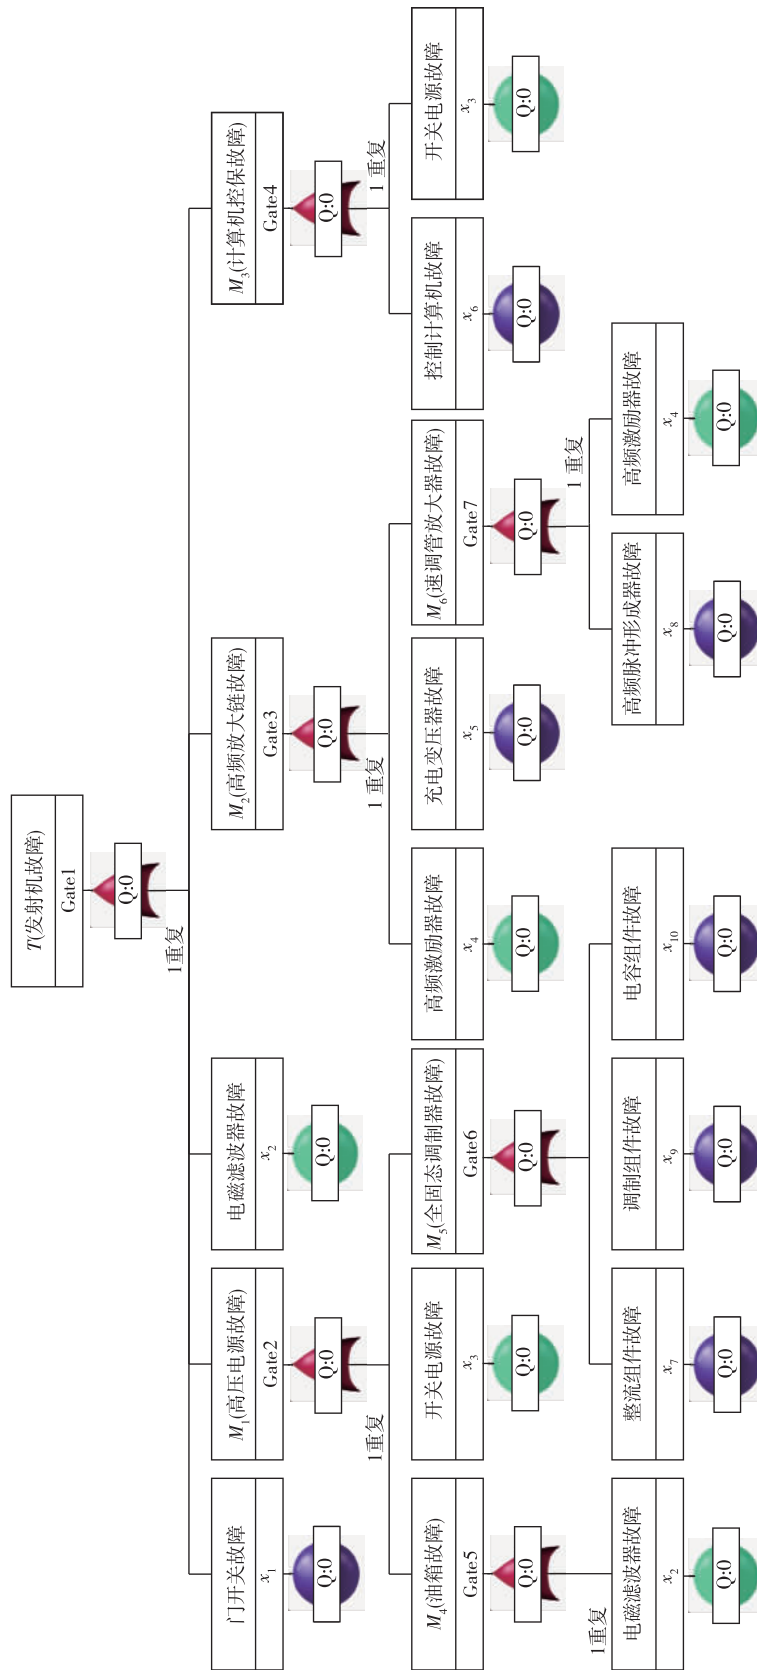 T(发射机故障)
Gate1
Q:0
1重复
门开关故障
x1
Q:0
M1(高压电源故障)
Gate2
Q:0
1重复
电磁滤波器故障
x2
Q:0
M2(高频放大链故障)
Gate3
Q:0
1 重复
M3(计算机控保故障)
Gate4
Q:0
1 重复
M4(油箱故障)
Gate5
Q:0
1重复
开关电源故障
x3
Q:0
M5(全固态调制器故障)
Gate6
Q:0
高频激励器故障
x4
Q:0
充电变压器故障
x5
Q:0
M6(速调管放大器故障)
Gate7
Q:0
1 重复
控制计算机故障
x6
Q:0
开关电源故障
x3
Q:0
电磁滤波器故障
x2
Q:0
整流组件故障
x7
Q:0
调制组件故障
x9
Q:0
电容组件故障
x10
Q:0
高频脉冲形成器故障
x8
Q:0
高频激励器故障
x4
Q:0